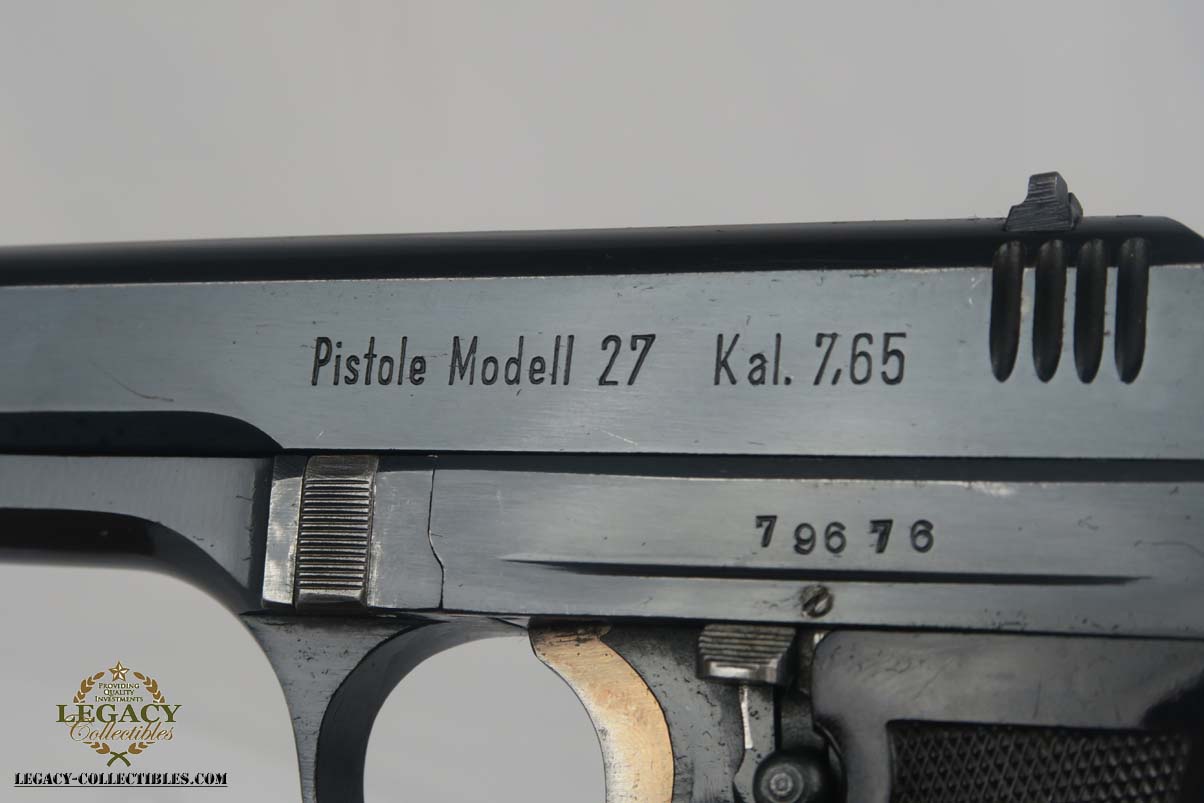 Pistole Modell 27 Kal. 7,65
79676
PROVIDING
QUALITY
INVESTMENTS
LEGACY
Collectibles
LEGACY-COLLECTIBLES.COM